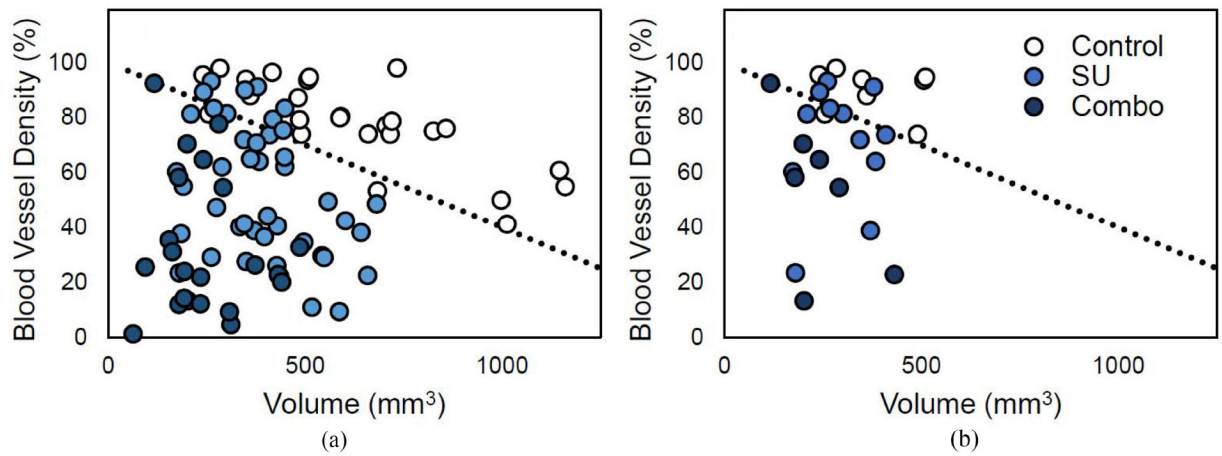 Blood Vessel Density (%)
100
80
60
40
20
0
0 500 1000
Volume (mm³)
(a)
Blood Vessel Density (%)
100
80
60
40
20
0
Control
SU
Combo
0 500 1000
Volume (mm³)
(b)